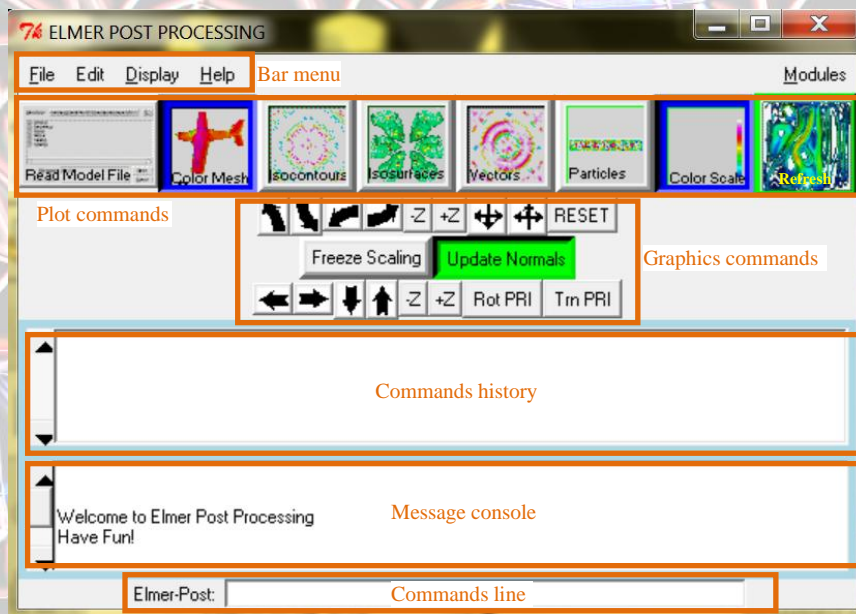 ELMER POST PROCESSING
File Edit Display Help Bar menu Modules
Read Model File Color Mesh Isocontours Isosurfaces Vectors Particles Color Scale Refresh
Plot commands
-Z +Z RESET
Freeze Scaling Update Normals Graphics commands
-Z +Z Rot PRI Trn PRI
Commands history
Message console
Welcome to Elmer Post Processing
Have Fun!
Elmer-Post: Commands line